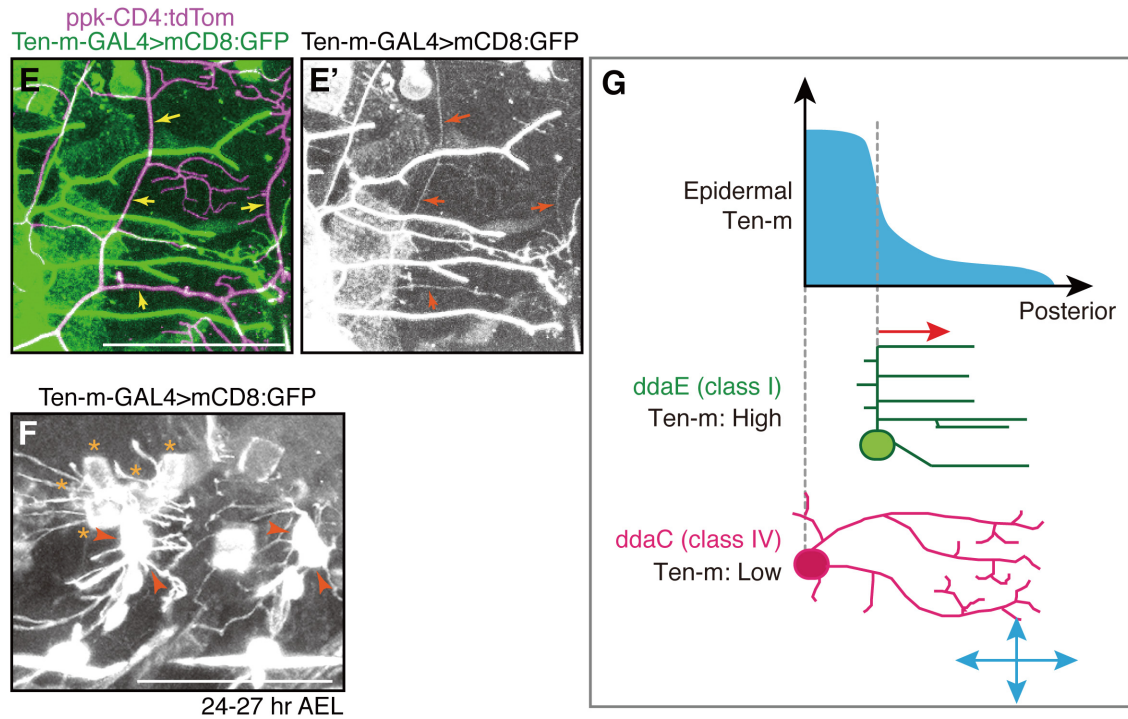 ppk-CD4:tdTom
Ten-m-GAL4>mCD8:GFP
Ten-m-GAL4>mCD8:GFP
E
E’
G
Epidermal
Ten-m
Posterior
ddaE (class I)
Ten-m: High
ddaC (class IV)
Ten-m: Low
Ten-m-GAL4>mCD8:GFP
F
*
*
*
*
*
24-27 hr AEL